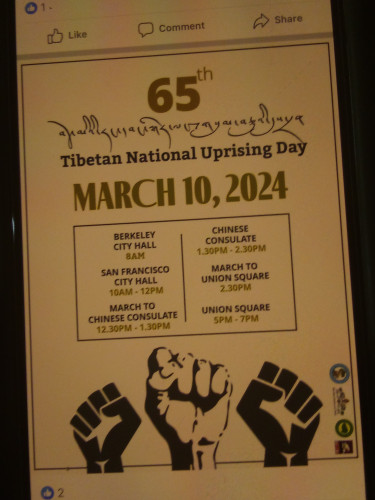 1
Like Comment Share
65th
Tibetan National Uprising Day
MARCH 10, 2024
BERKELEY
CITY HALL
8AM
SAN FRANCISCO
CITY HALL
10AM - 12PM
MARCH TO
CHINESE CONSULATE
12.30PM - 1.30PM
CHINESE
CONSULATE
1.30PM - 2.30PM
MARCH TO
UNION SQUARE
2.30PM
UNION SQUARE
5PM - 7PM
2